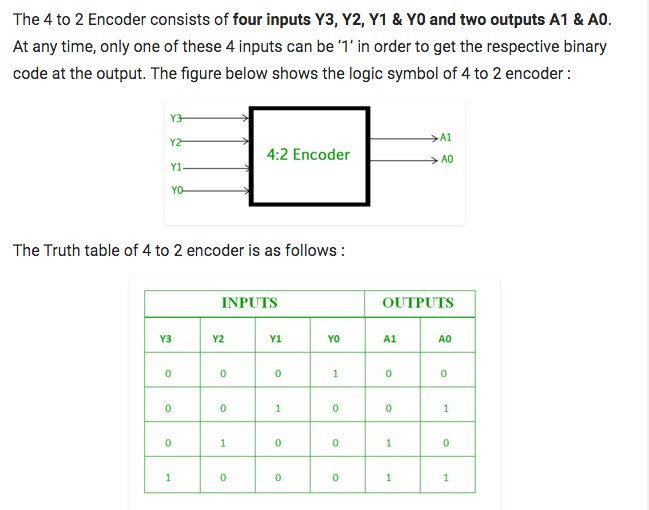 The 4 to 2 Encoder consists of four inputs Y3, Y2, Y1 & Y0 and two outputs A1 & A0.
At any time, only one of these 4 inputs can be ‘1’ in order to get the respective binary
code at the output. The figure below shows the logic symbol of 4 to 2 encoder :
Y3
Y2
Y1
Y0
4:2 Encoder
A1
A0
The Truth table of 4 to 2 encoder is as follows :
INPUTS OUTPUTS
Y3 Y2 Y1 Y0 A1 A0
0 0 0 1 0 0
0 0 1 0 0 1
0 1 0 0 1 0
1 0 0 0 1 1